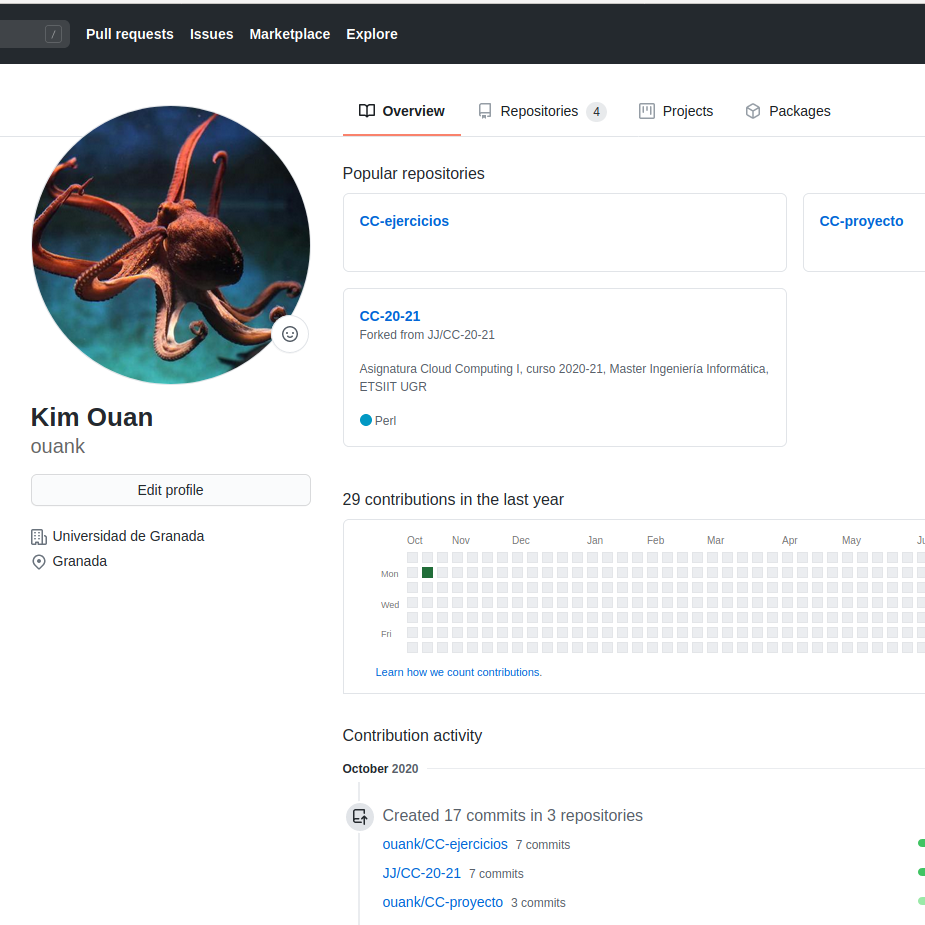 / Pull requests Issues Marketplace Explore
Overview Repositories 4 Projects Packages
Kim Ouan
ouank
Edit profile
Universidad de Granada
Granada
Popular repositories
CC-ejercicios
CC-proyecto
CC-20-21
Forked from JJ/CC-20-21
Asignatura Cloud Computing I, curso 2020-21, Master Ingeniería Informática,
ETSIIT UGR
Perl
29 contributions in the last year
Oct Nov Dec Jan Feb Mar Apr May
Mon
Wed
Fri
Learn how we count contributions.
Contribution activity
October 2020
Created 17 commits in 3 repositories
ouank/CC-ejercicios 7 commits
JJ/CC-20-21 7 commits
ouank/CC-proyecto 3 commits